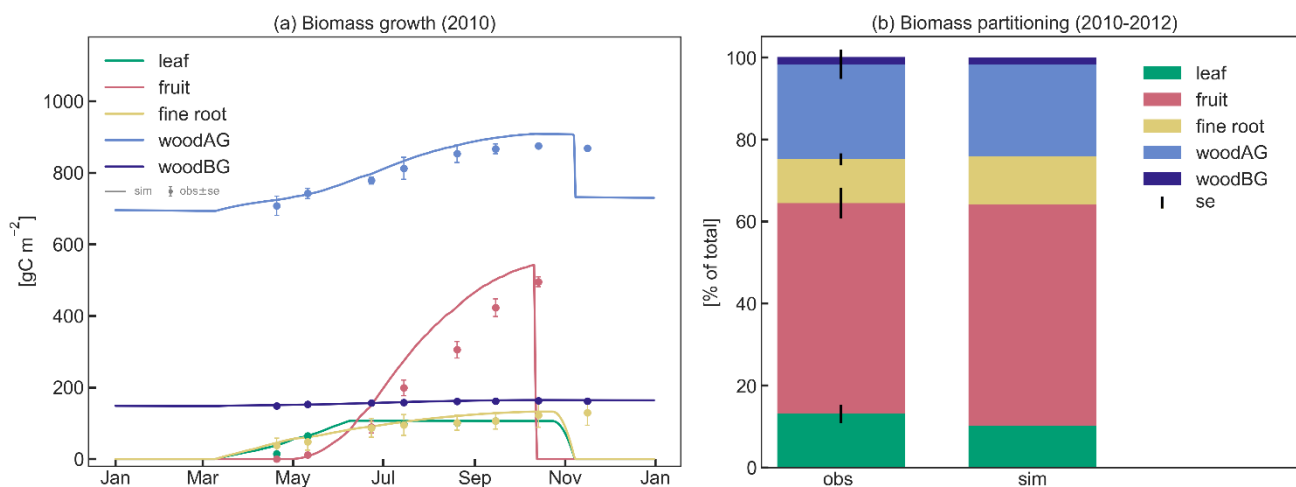 (a) Biomass growth (2010)
[gC m⁻²]
1000
800
600
400
200
0
leaf
fruit
fine root
woodAG
woodBG
sim obs±se
Jan Mar May Jul Sep Nov Jan
(b) Biomass partitioning (2010-2012)
[% of total]
100
80
60
40
20
0
leaf
fruit
fine root
woodAG
woodBG
se
obs sim